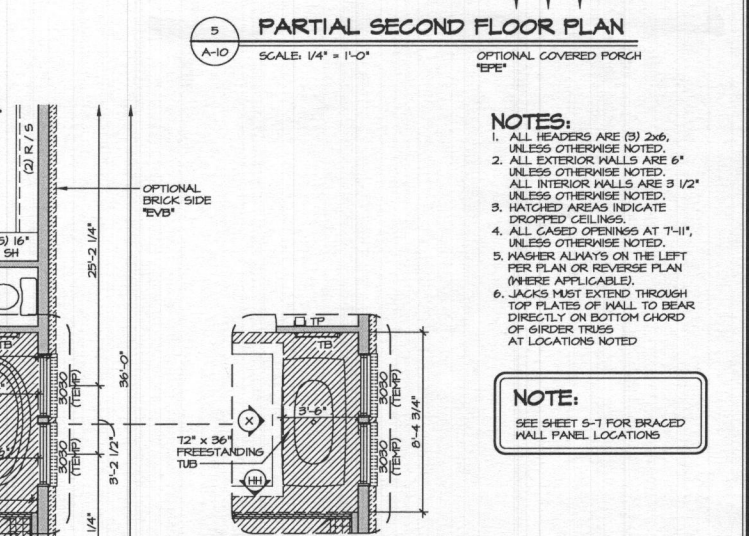 5
A-10
PARTIAL SECOND FLOOR PLAN
SCALE: 1/4" = 1'-0"
OPTIONAL COVERED PORCH
"EPE"
NOTES:
1. ALL HEADERS ARE (3) 2x6,
UNLESS OTHERWISE NOTED.
2. ALL EXTERIOR WALLS ARE 6"
UNLESS OTHERWISE NOTED.
ALL INTERIOR WALLS ARE 3 1/2"
UNLESS OTHERWISE NOTED.
3. HATCHED AREAS INDICATE
DROPPED CEILINGS.
4. ALL CASED OPENINGS AT 7'-11",
UNLESS OTHERWISE NOTED.
5. WASHER ALWAYS ON THE LEFT
PER PLAN OR REVERSE PLAN
(WHERE APPLICABLE).
6. JACKS MUST EXTEND THROUGH
TOP PLATES OF WALL TO BEAR
DIRECTLY ON BOTTOM CHORD
OF GIRDER TRUSS
AT LOCATIONS NOTED
NOTE:
SEE SHEET S-7 FOR BRACED
WALL PANEL LOCATIONS
(2) R / S
OPTIONAL
BRICK SIDE
"EVB"
5) 16"
SH
25'-2 1/4"
36'-0"
3'-2 1/2"
1/4"
TB
3030
(TEMP)
3030
(TEMP)
TP
TB
3'-6"
X
HH
72" x 36"
FREESTANDING
TUB
3030
(TEMP)
3030
(TEMP)
8'-4 3/4"